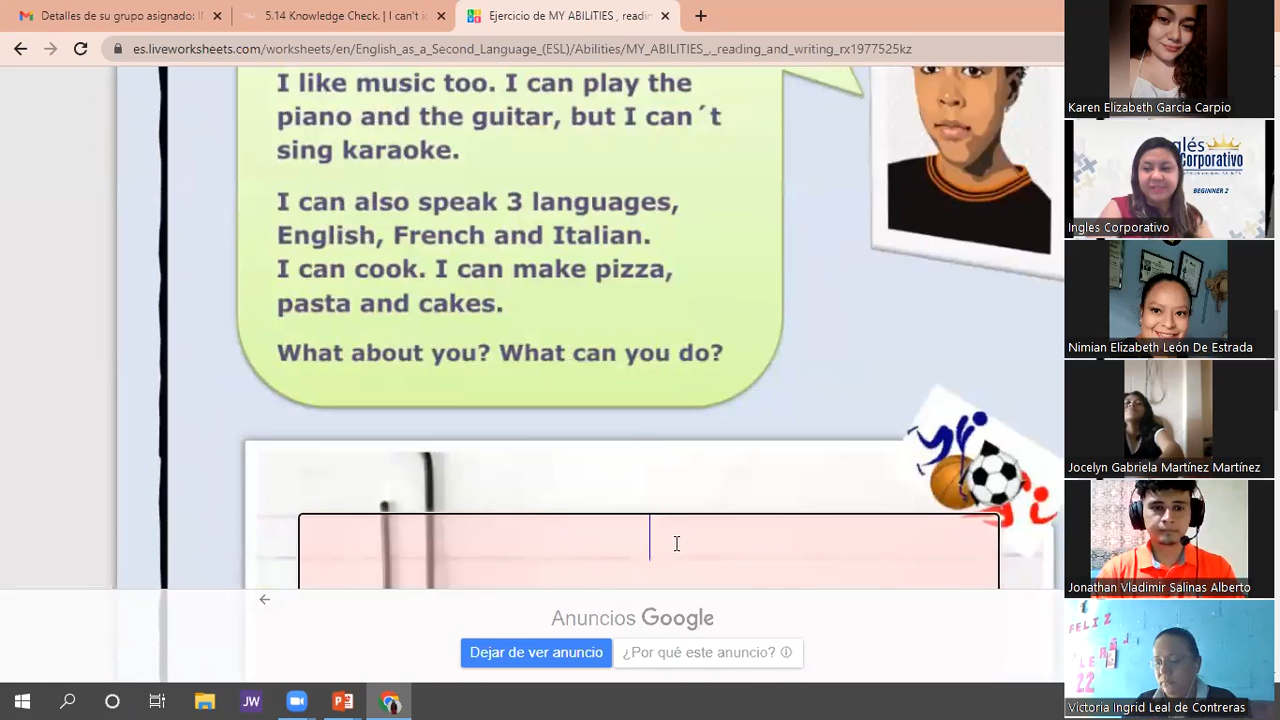 Detalles de su grupo asignado: I
5.14 Knowledge Check. | I can't i
Ejercicio de MY ABILITIES , readin
es.liveworksheets.com/worksheets/en/English_as_a_Second_Language_(ESL)/Abilities/MY_ABILITIES_,_reading_and_writing_rx1977525kz
I like music too. I can play the
piano and the guitar, but I can´t
sing karaoke.
I can also speak 3 languages,
English, French and Italian.
I can cook. I can make pizza,
pasta and cakes.
What about you? What can you do?
Anuncios Google
Dejar de ver anuncio
¿Por qué este anuncio?
JW
Karen Elizabeth Garcia Carpio
glés
Corporativo
BEGINNER 2
Ingles Corporativo
Nimian Elizabeth León De Estrada
Jocelyn Gabriela Martínez Martínez
Jonathan Vladimir Salinas Alberto
FELIZ
22
Victoria Ingrid Leal de Contreras